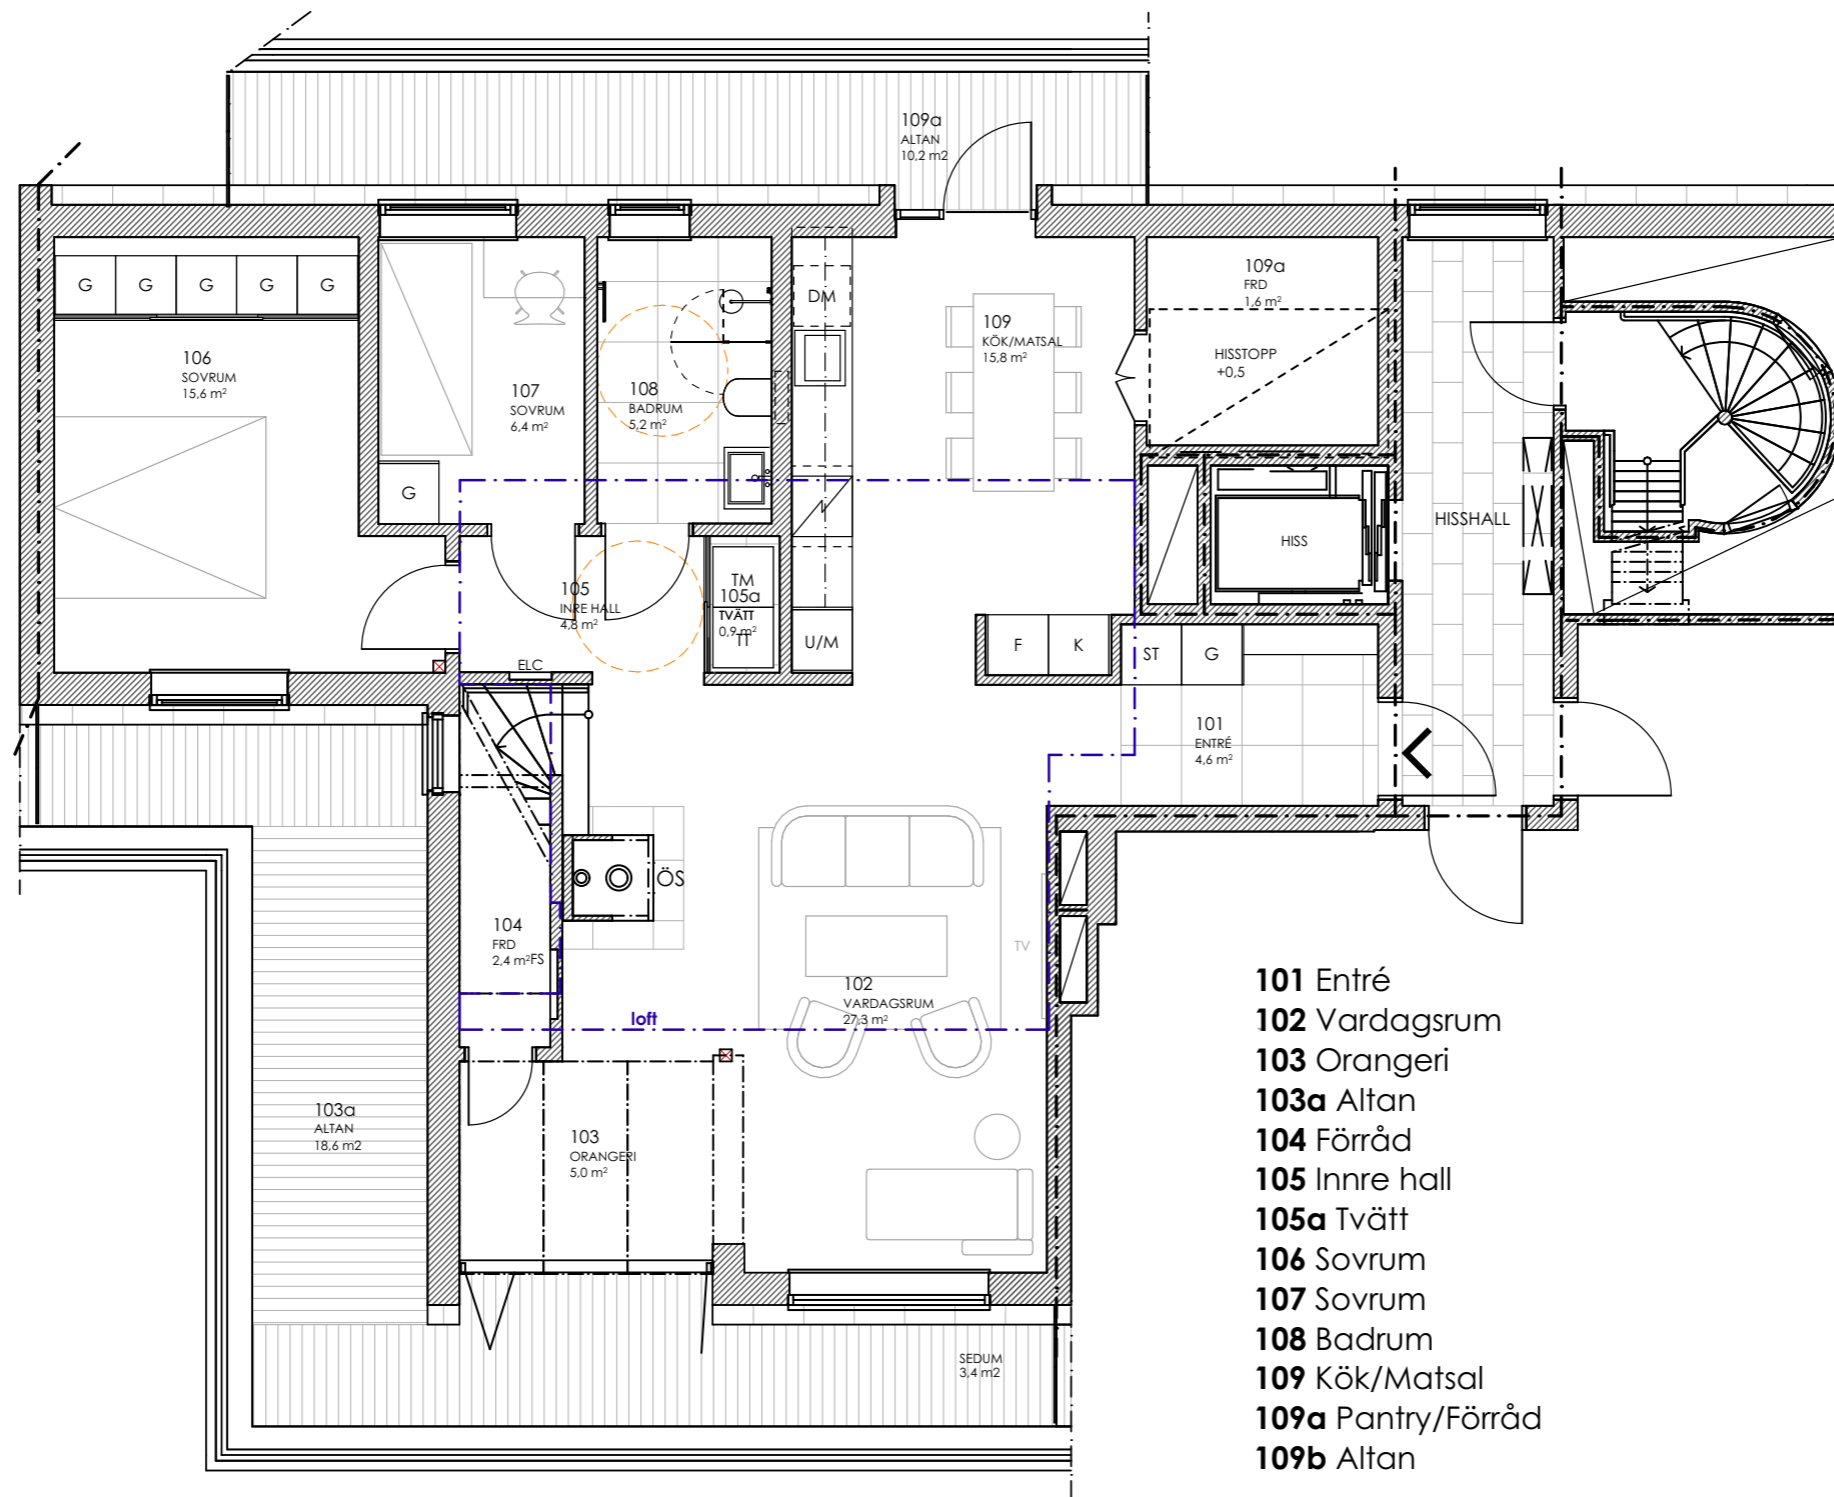 109a
ALTAN
10,2 m2
G
G
G
G
G
106
SOVRUM
15,6 m²
107
SOVRUM
6,4 m²
G
108
BADRUM
5,2 m²
DM
109
KÖK/MATSAL
15,8 m²
109a
FRD
1,6 m²
HISSTOPP
+0,5
HISS
HISSHALL
105
INRE HALL
4,8 m²
TM
105a
TVÄTT
0,9 m²
TT
U/M
F
K
ST
G
ELC
101
ENTRÉ
4,6 m²
ÖS
104
FRD
2,4 m²FS
TV
102
VARDAGSRUM
27,3 m²
loft
103a
ALTAN
18,6 m2
103
ORANGERI
5,0 m²
SEDUM
3,4 m2
101 Entré
102 Vardagsrum
103 Orangeri
103a Altan
104 Förråd
105 Innre hall
105a Tvätt
106 Sovrum
107 Sovrum
108 Badrum
109 Kök/Matsal
109a Pantry/Förråd
109b Altan